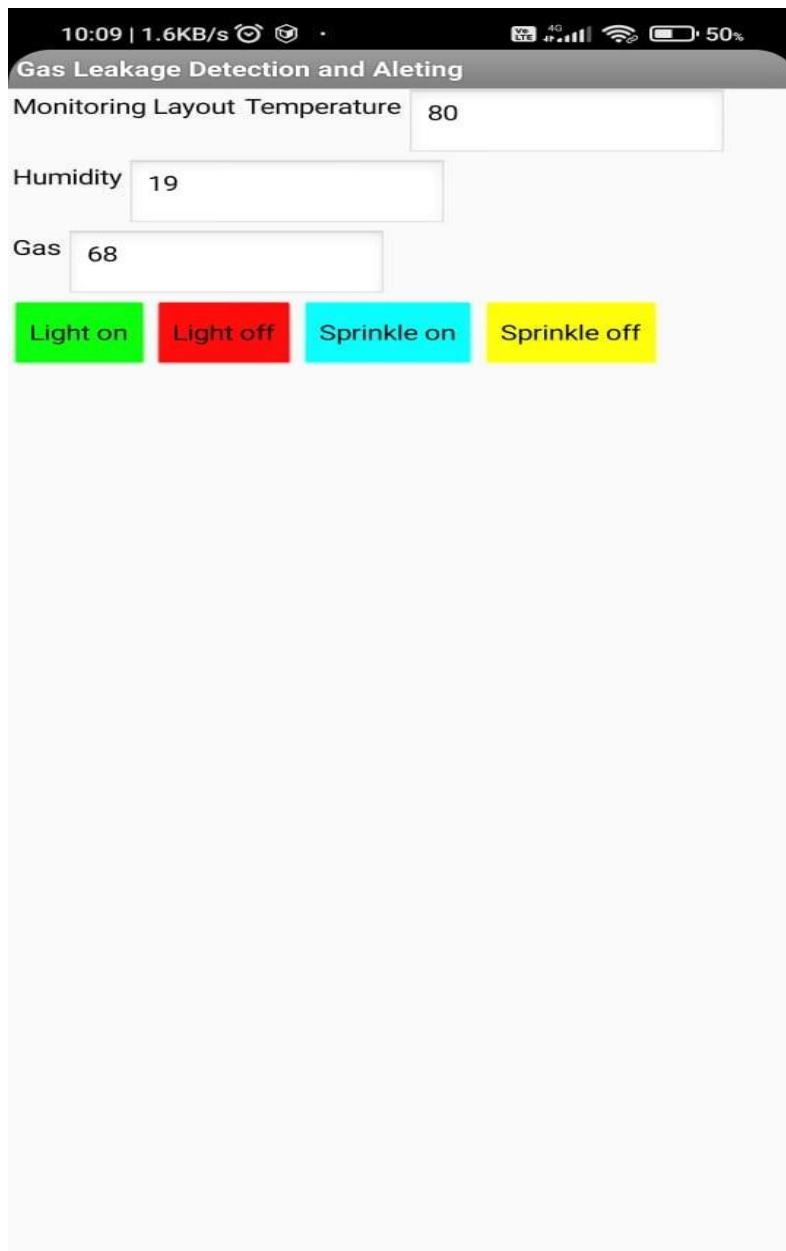 10:09 | 1.6KB/s 4G 50%
Gas Leakage Detection and Aleting
Monitoring Layout Temperature 80
Humidity 19
Gas 68
Light on Light off Sprinkle on Sprinkle off